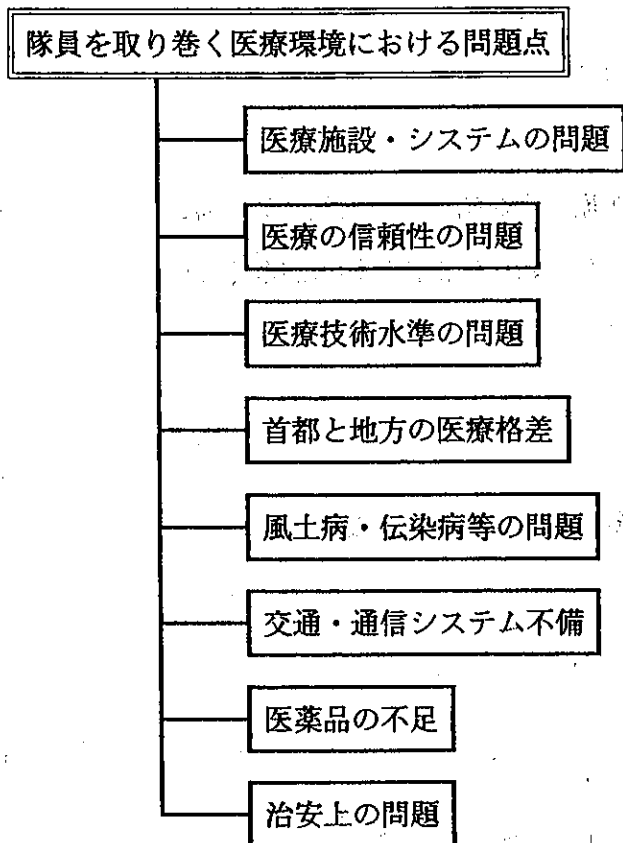 隊員を取り巻く医療環境における問題点
医療施設・システムの問題
医療の信頼性の問題
医療技術水準の問題
首都と地方の医療格差
風土病・伝染病等の問題
交通・通信システム不備
医薬品の不足
治安上の問題